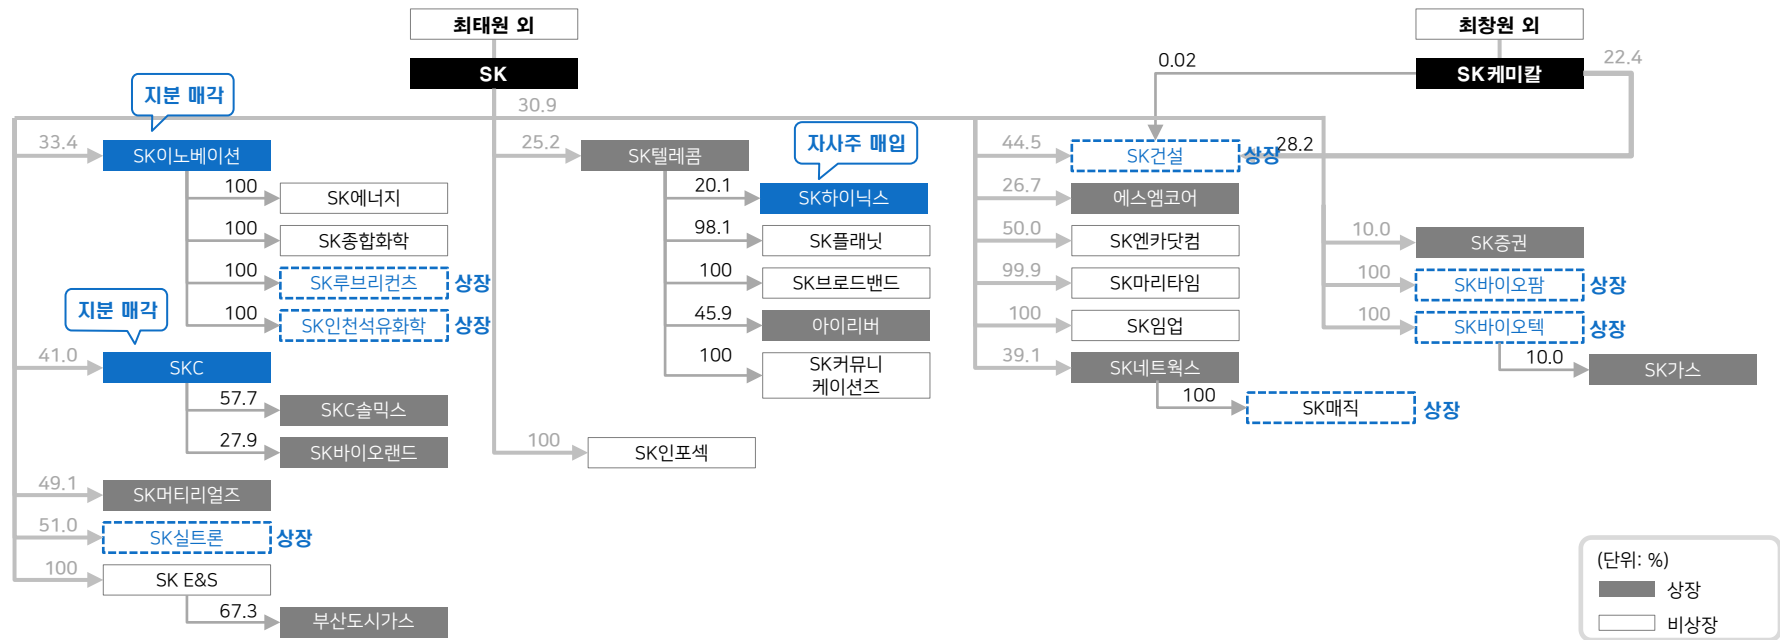 최태원 외
SK
30.9
최창원 외
SK케미칼
0.02
22.4
지분 매각
33.4
SK이노베이션
100
SK에너지
100
SK종합화학
100
SK루브리컨츠
상장
100
SK인천석유화학
상장
지분 매각
41.0
SKC
57.7
SKC솔믹스
27.9
SK바이오랜드
49.1
SK머티리얼즈
51.0
SK실트론
상장
100
SK E&S
67.3
부산도시가스
25.2
SK텔레콤
자사주 매입
20.1
SK하이닉스
98.1
SK플래닛
100
SK브로드밴드
45.9
아이리버
100
SK커뮤니
케이션즈
100
SK인포섹
44.5
SK건설
상장
28.2
26.7
에스엠코어
50.0
SK엔카닷컴
99.9
SK마리타임
100
SK임업
39.1
SK네트웍스
100
SK매직
상장
10.0
SK증권
100
SK바이오팜
상장
100
SK바이오텍
상장
10.0
SK가스
(단위: %)
상장
비상장